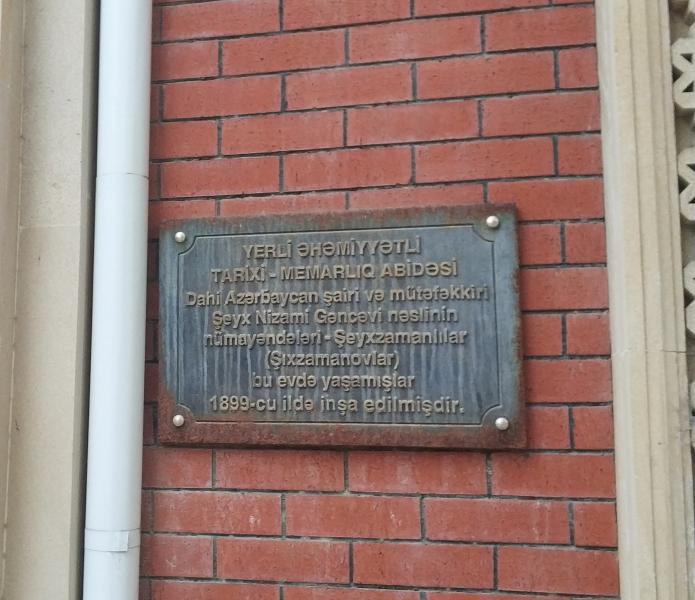 YERLİ ƏHƏMİYYƏTLİ
TARİXİ - MEMARLIQ ABİDƏSİ
Dahi Azərbaycan şairi və mütəfəkkiri
Şeyx Nizami Gəncəvi nəslinin
nümayəndələri - Şeyxzamanlılar
(Şıxzamanovlar)
bu evdə yaşamışlar
1899-cu ildə inşa edilmişdir.